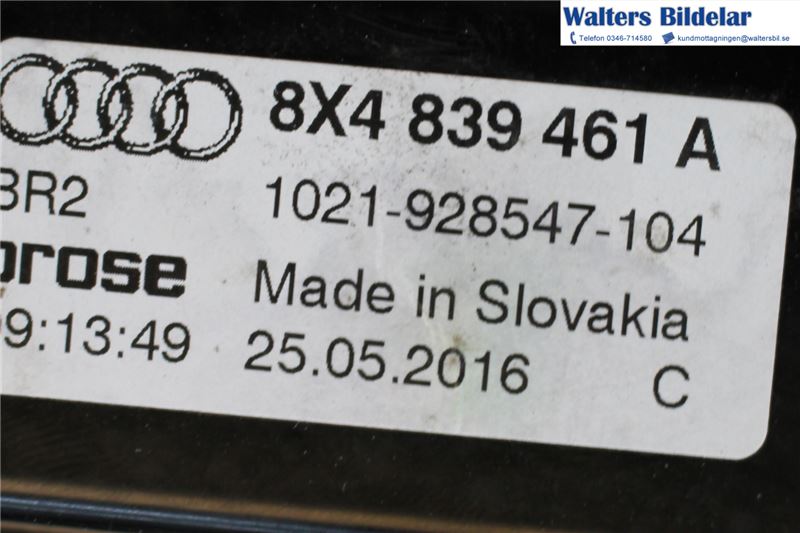 Walters Bildelar
Telefon 0346-714580 kundmottagningen@waltersbil.se
8X4 839 461 A
BR2 1021-928547-104
prose Made in Slovakia
9:13:49 25.05.2016 C